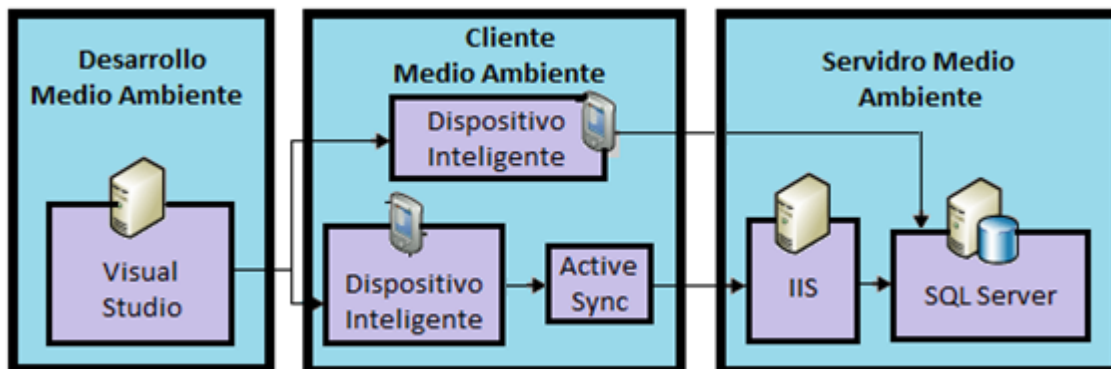 Desarrollo
Medio Ambiente
Visual
Studio
Cliente
Medio Ambiente
Dispositivo
Inteligente
Dispositivo
Inteligente
Active
Sync
Servidro Medio
Ambiente
IIS
SQL Server